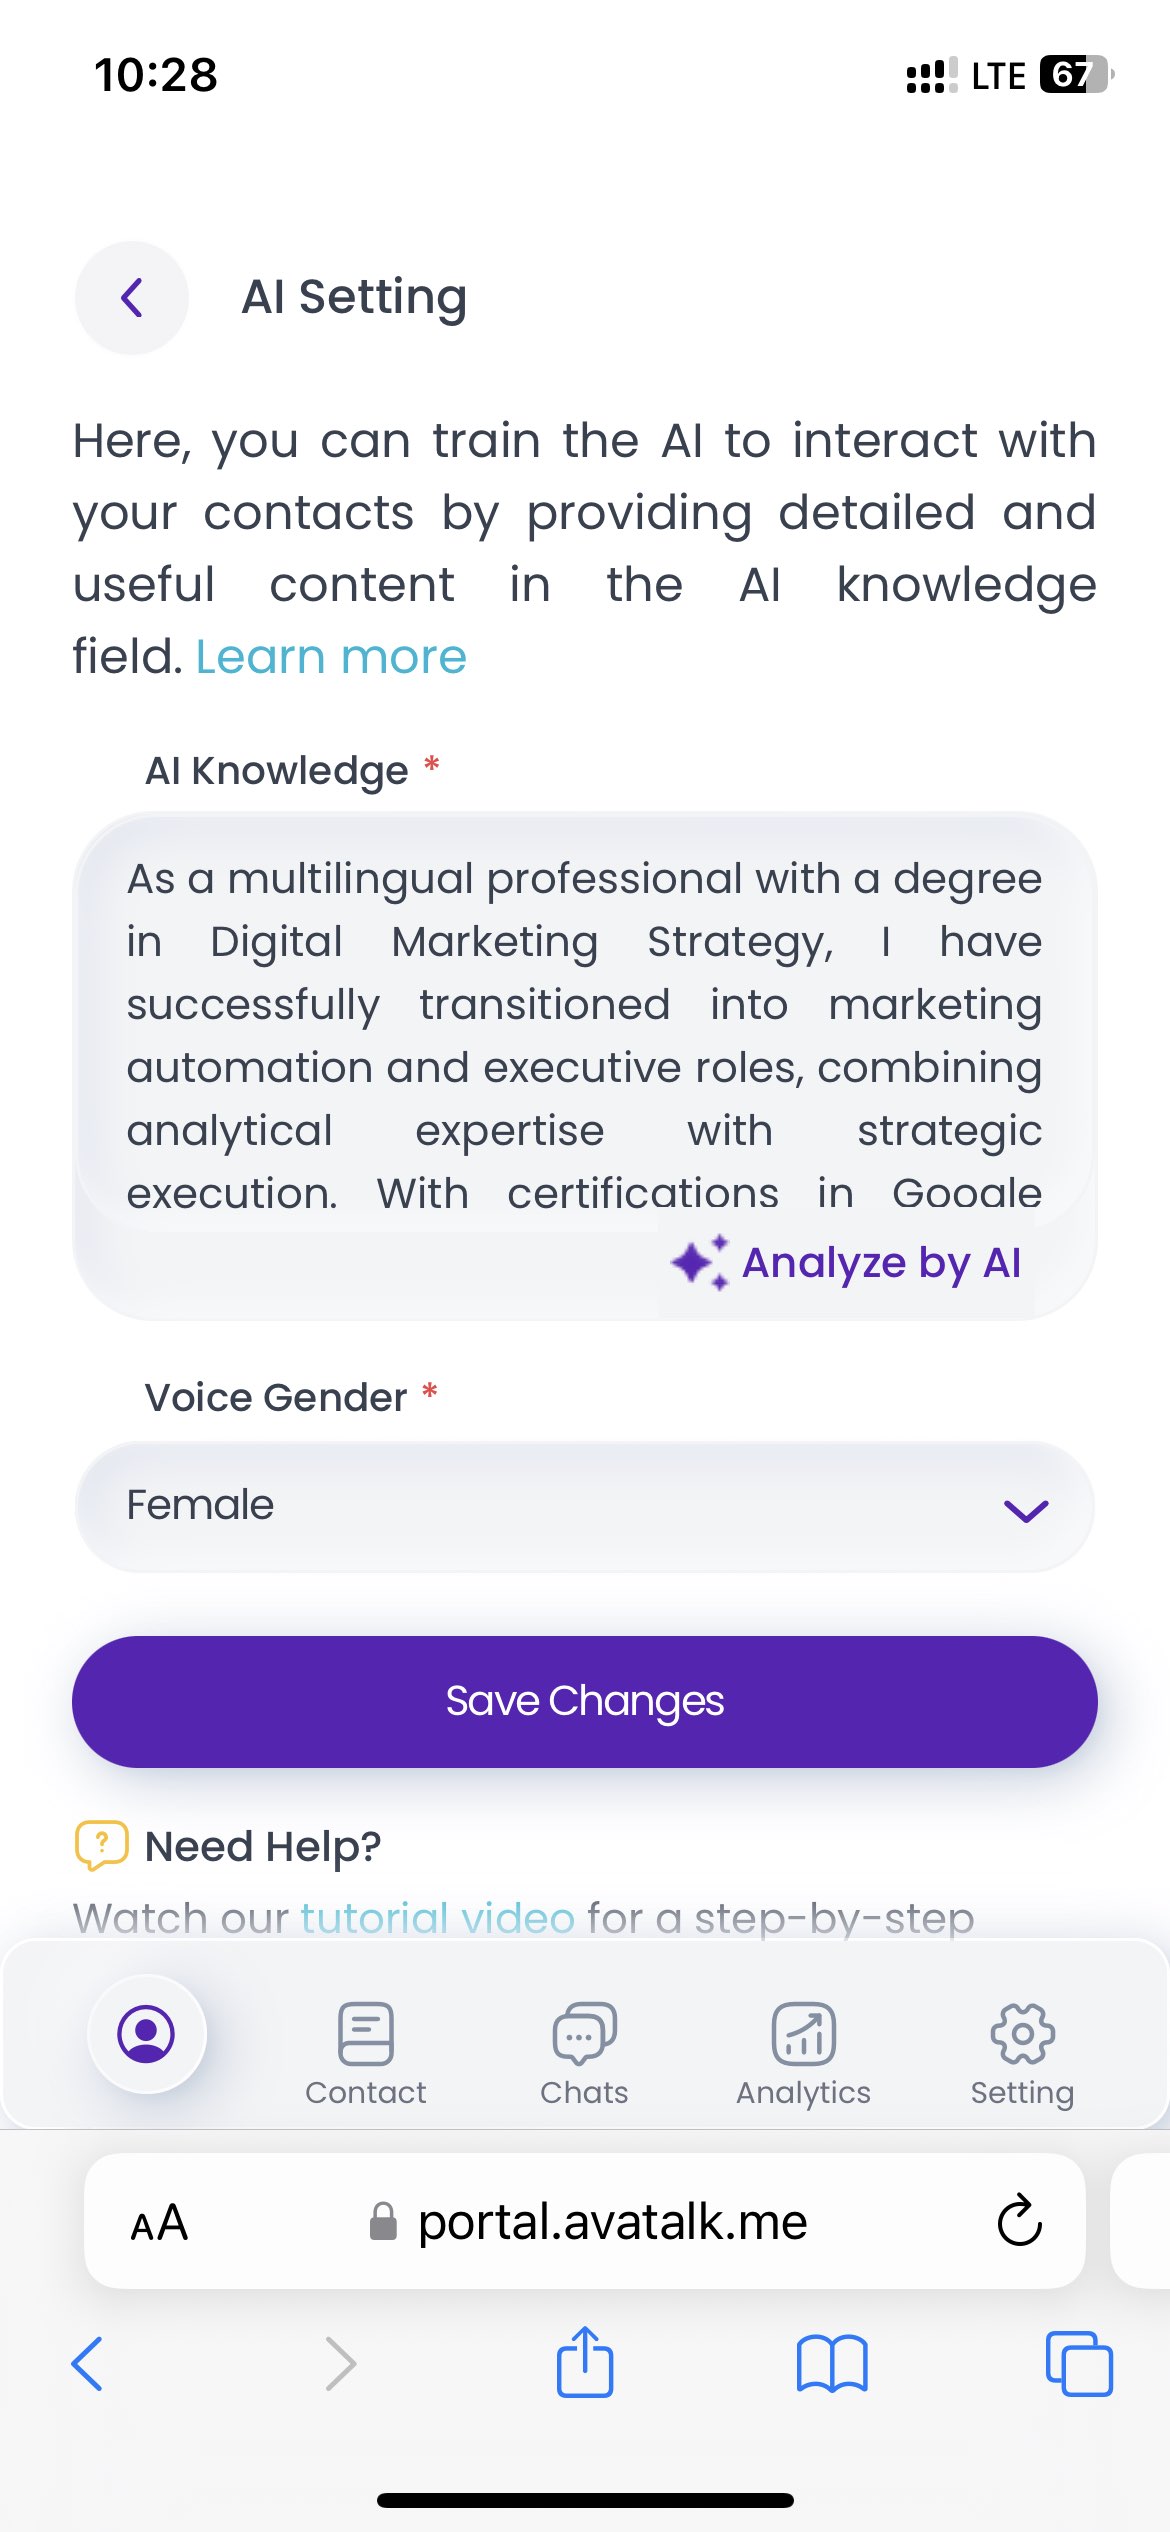 10:28
LTE 67
AI Setting
Here, you can train the AI to interact with
your contacts by providing detailed and
useful content in the AI knowledge
field. Learn more
AI Knowledge *
As a multilingual professional with a degree
in Digital Marketing Strategy, I have
successfully transitioned into marketing
automation and executive roles, combining
analytical expertise with strategic
execution. With certifications in Google
Analyze by AI
Voice Gender *
Female
Save Changes
Need Help?
Watch our tutorial video for a step-by-step
Contact Chats Analytics Setting
AA portal.avatalk.me